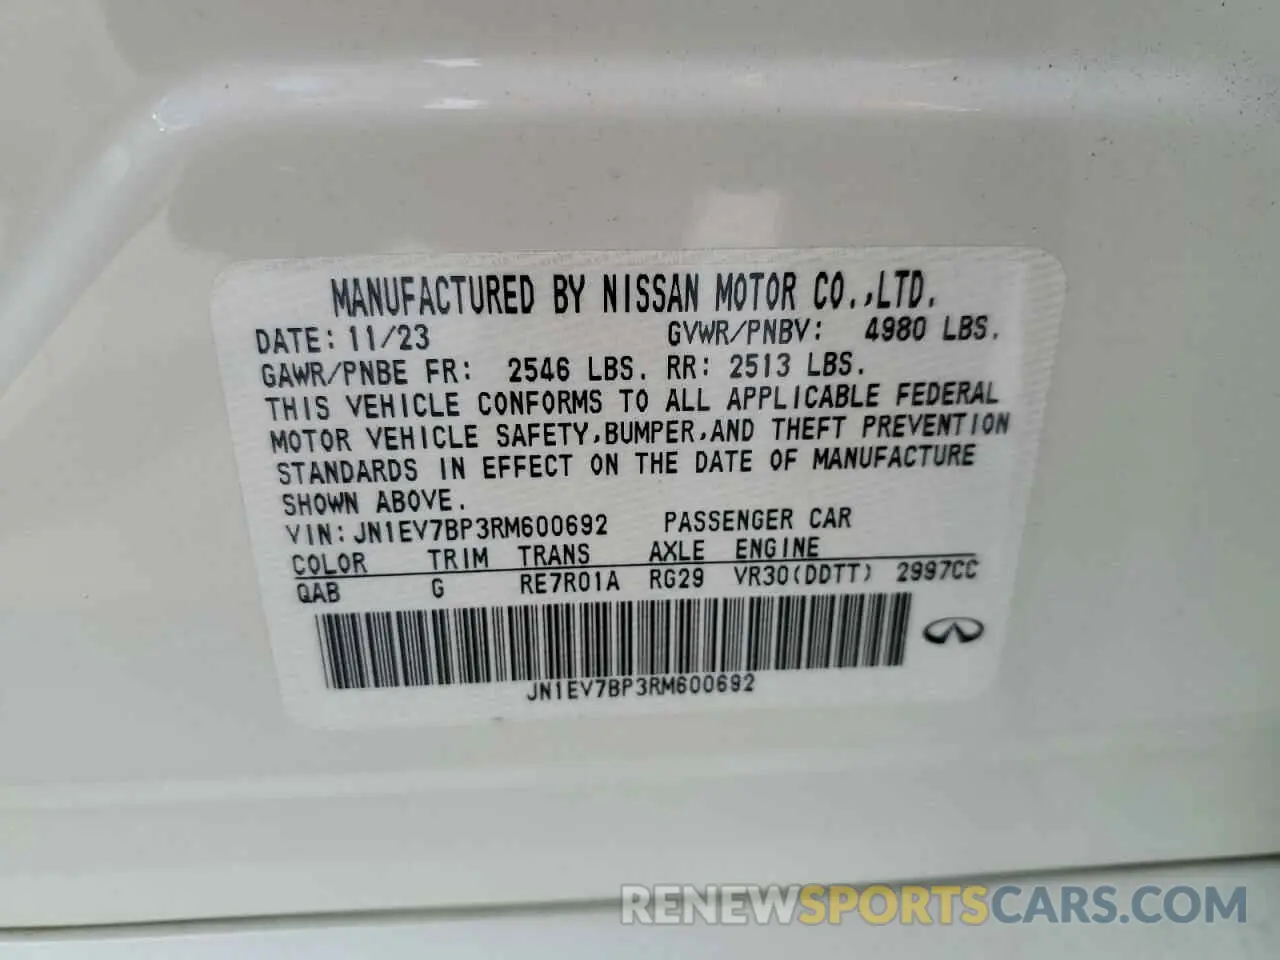 MANUFACTURED BY NISSAN MOTOR CO.,LTD.
DATE: 11/23 GVWR/PNBV: 4980 LBS.
GAWR/PNBE FR: 2546 LBS. RR: 2513 LBS.
THIS VEHICLE CONFORMS TO ALL APPLICABLE FEDERAL
MOTOR VEHICLE SAFETY,BUMPER,AND THEFT PREVENTION
STANDARDS IN EFFECT ON THE DATE OF MANUFACTURE
SHOWN ABOVE.
VIN:JN1EV7BP3RM600692 PASSENGER CAR
COLOR TRIM TRANS AXLE ENGINE
QAB G RE7R01A RG29 VR30(DDTT) 2997CC
JN1EV7BP3RM600692
RENEWSPORTSCARS.COM